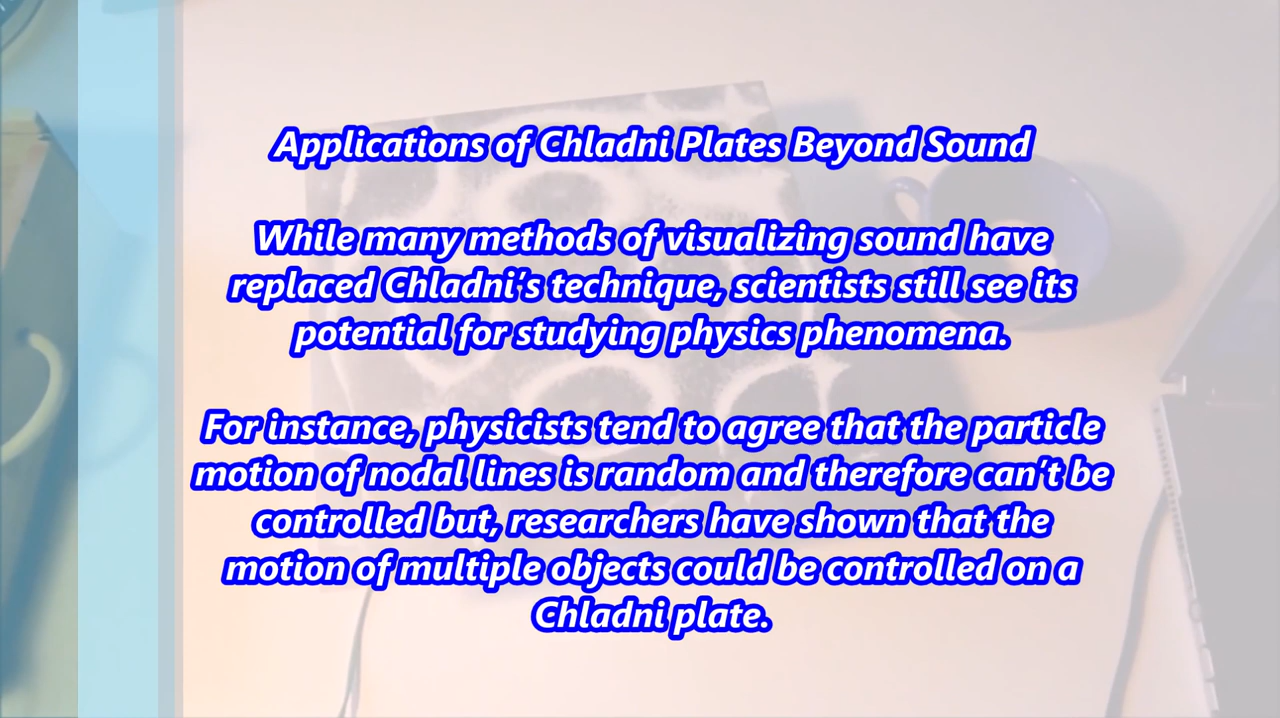 Applications of Chladni Plates Beyond Sound
While many methods of visualizing sound have
replaced Chladni's technique, scientists still see its
potential for studying physics phenomena.
For instance, physicists tend to agree that the particle
motion of nodal lines is random and therefore can't be
controlled but, researchers have shown that the
motion of multiple objects could be controlled on a
Chladni plate.